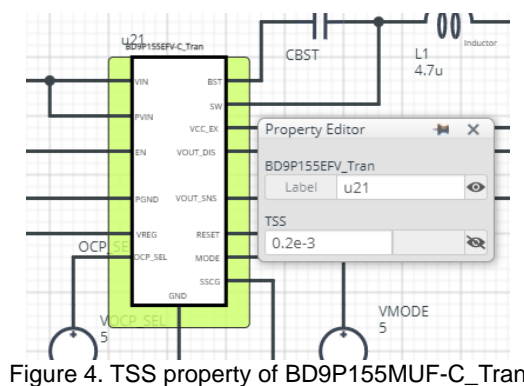 u21
BD9P155EFV-C_Tran
CBST
L1
4.7u
Inductor
VIN
BST
SW
PVIN
VCC_EX
EN
VOUT_DIS
PGND
VOUT_SNS
VREG
RESET
OCP_SEL
OCP_SEL
MODE
SSCG
GND
VOCP_SEL
5
VMODE
5
Property Editor
BD9P155EFV_Tran
Label u21
TSS
0.2e-3
Figure 4. TSS property of BD9P155MUF-C_Tran